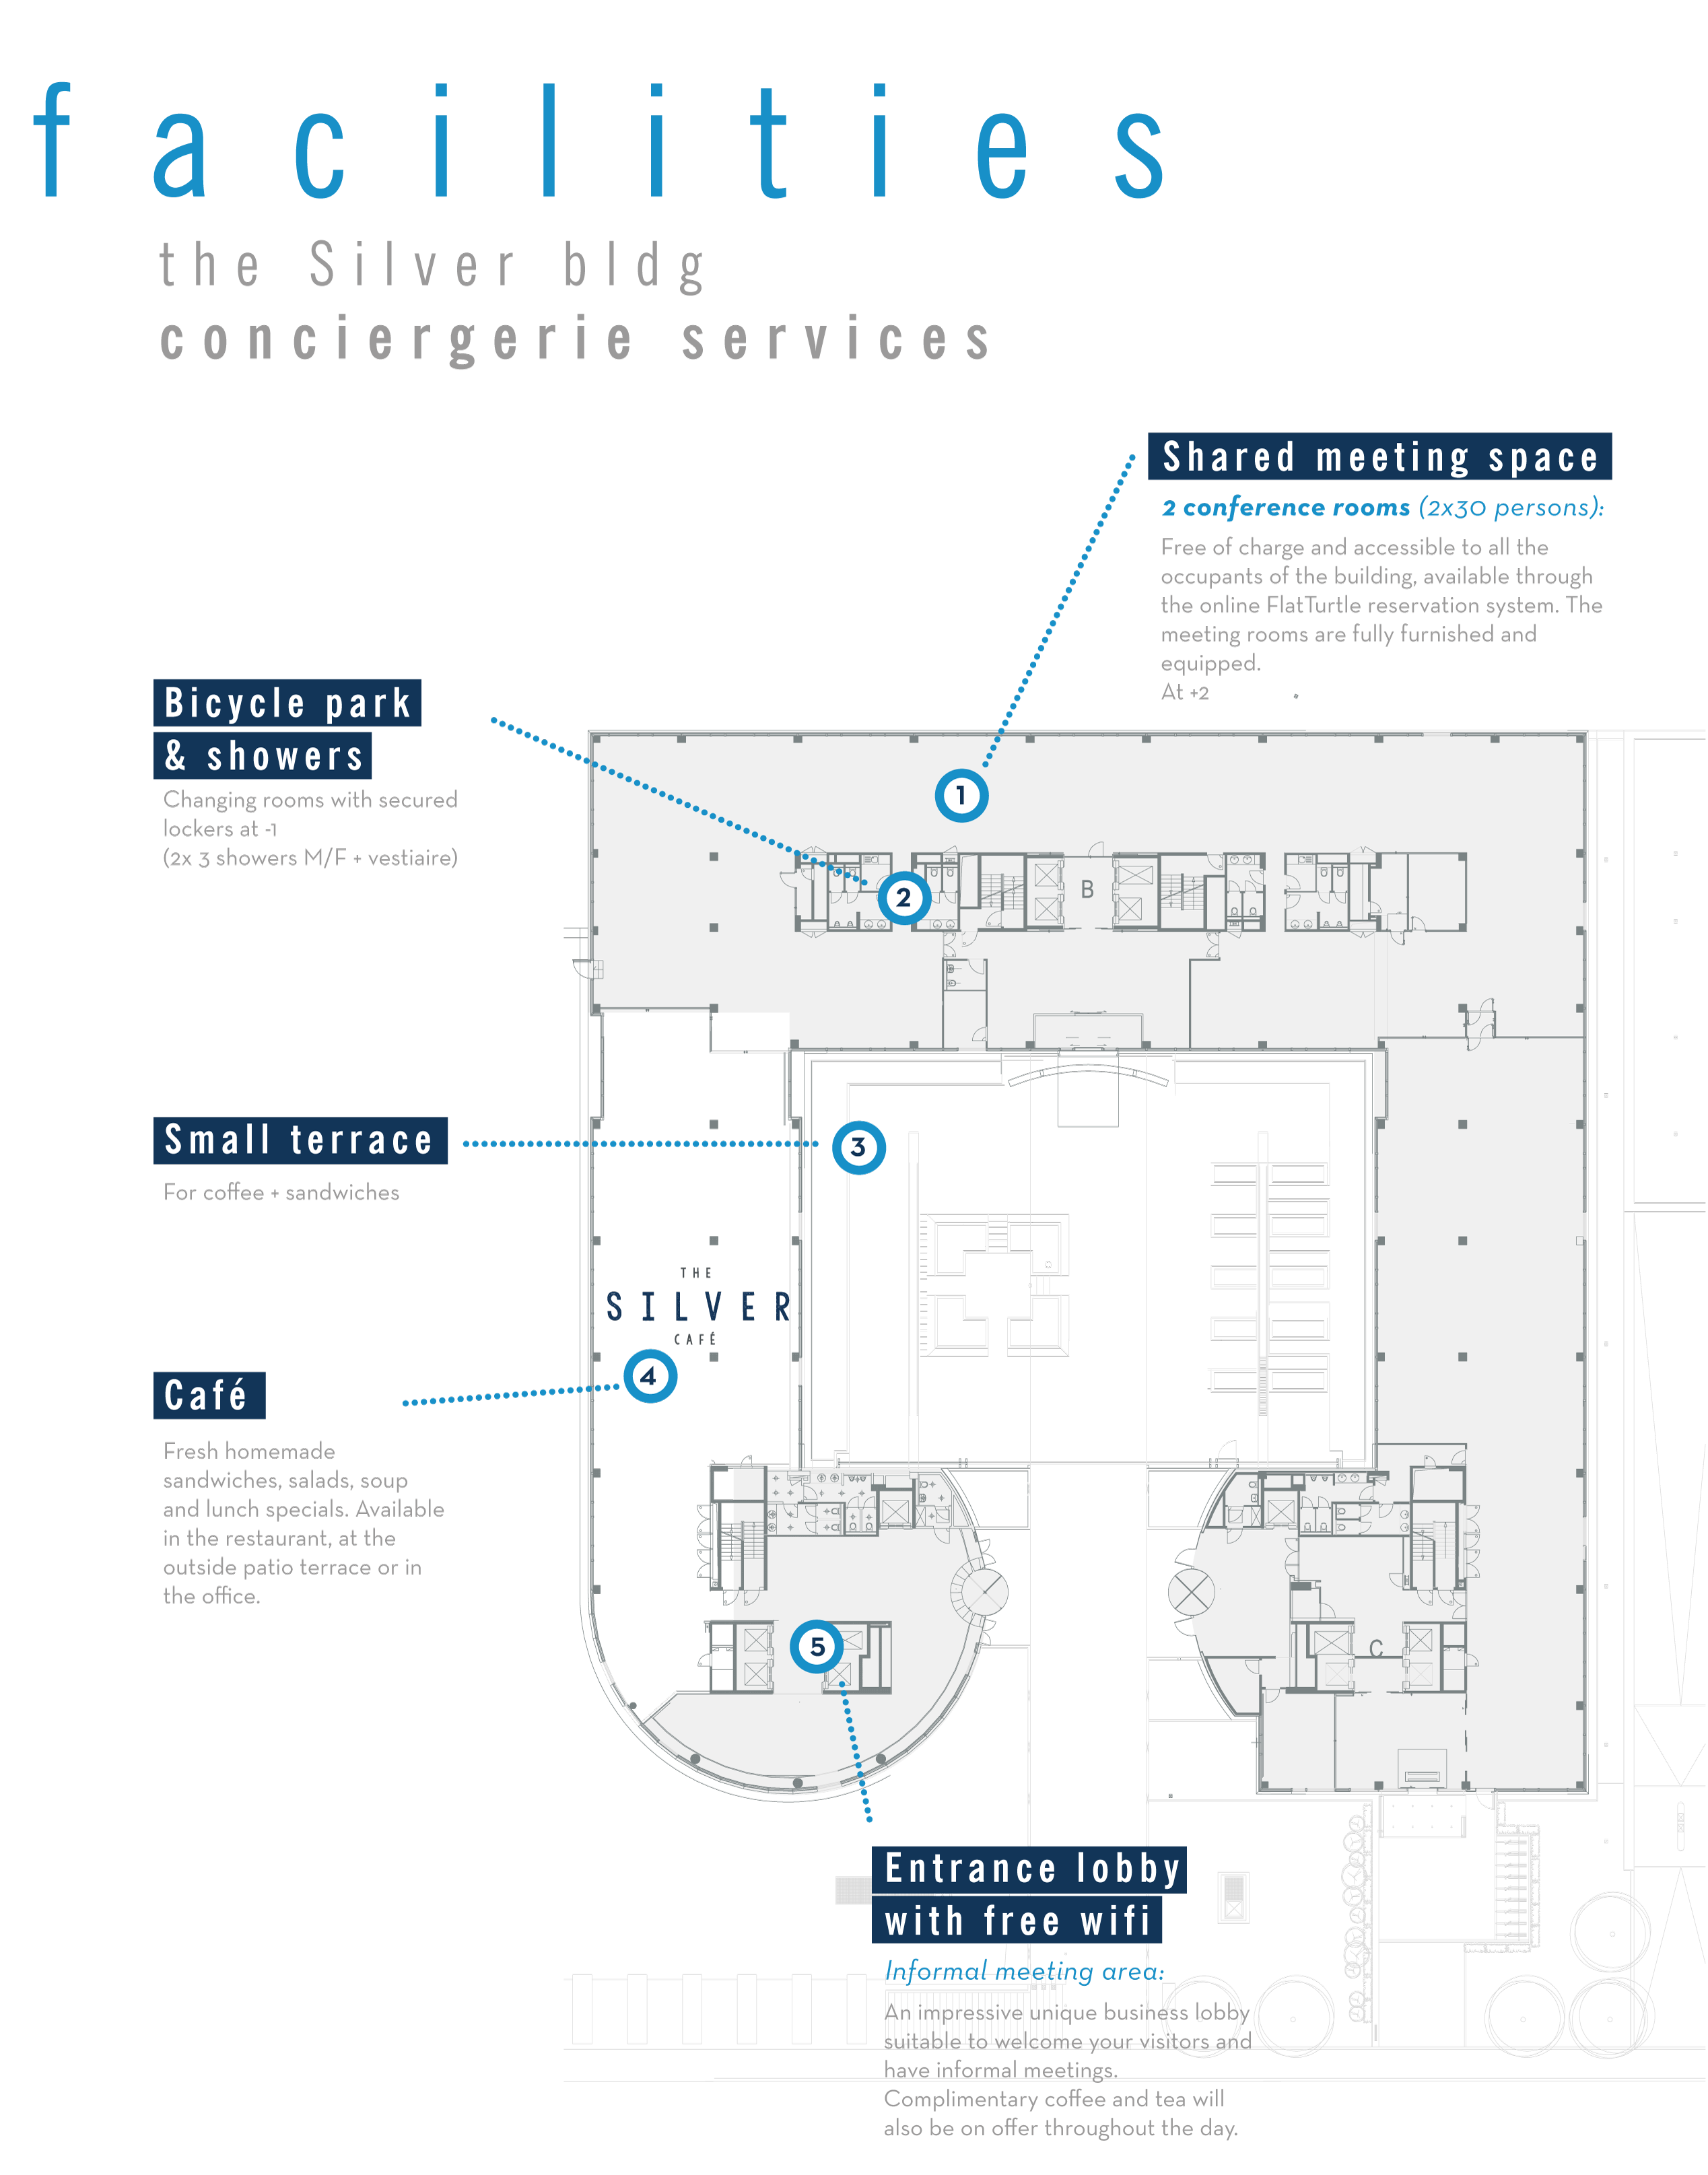 facilities
the Silver bldg
conciergerie services
Shared meeting space
2 conference rooms (2x30 persons):
Free of charge and accessible to all the
occupants of the building, available through
the online FlatTurtle reservation system. The
meeting rooms are fully furnished and
equipped.
At +2
Bicycle park
& showers
Changing rooms with secured
lockers at -1
(2x 3 showers M/F + vestiaire)
1
2
B
Small terrace
For coffee + sandwiches
3
THE
SILVER
CAFÉ
4
Café
Fresh homemade
sandwiches, salads, soup
and lunch specials. Available
in the restaurant, at the
outside patio terrace or in
the office.
5
C
Entrance lobby
with free wifi
Informal meeting area:
An impressive unique business lobby
suitable to welcome your visitors and
have informal meetings.
Complimentary coffee and tea will
also be on offer throughout the day.